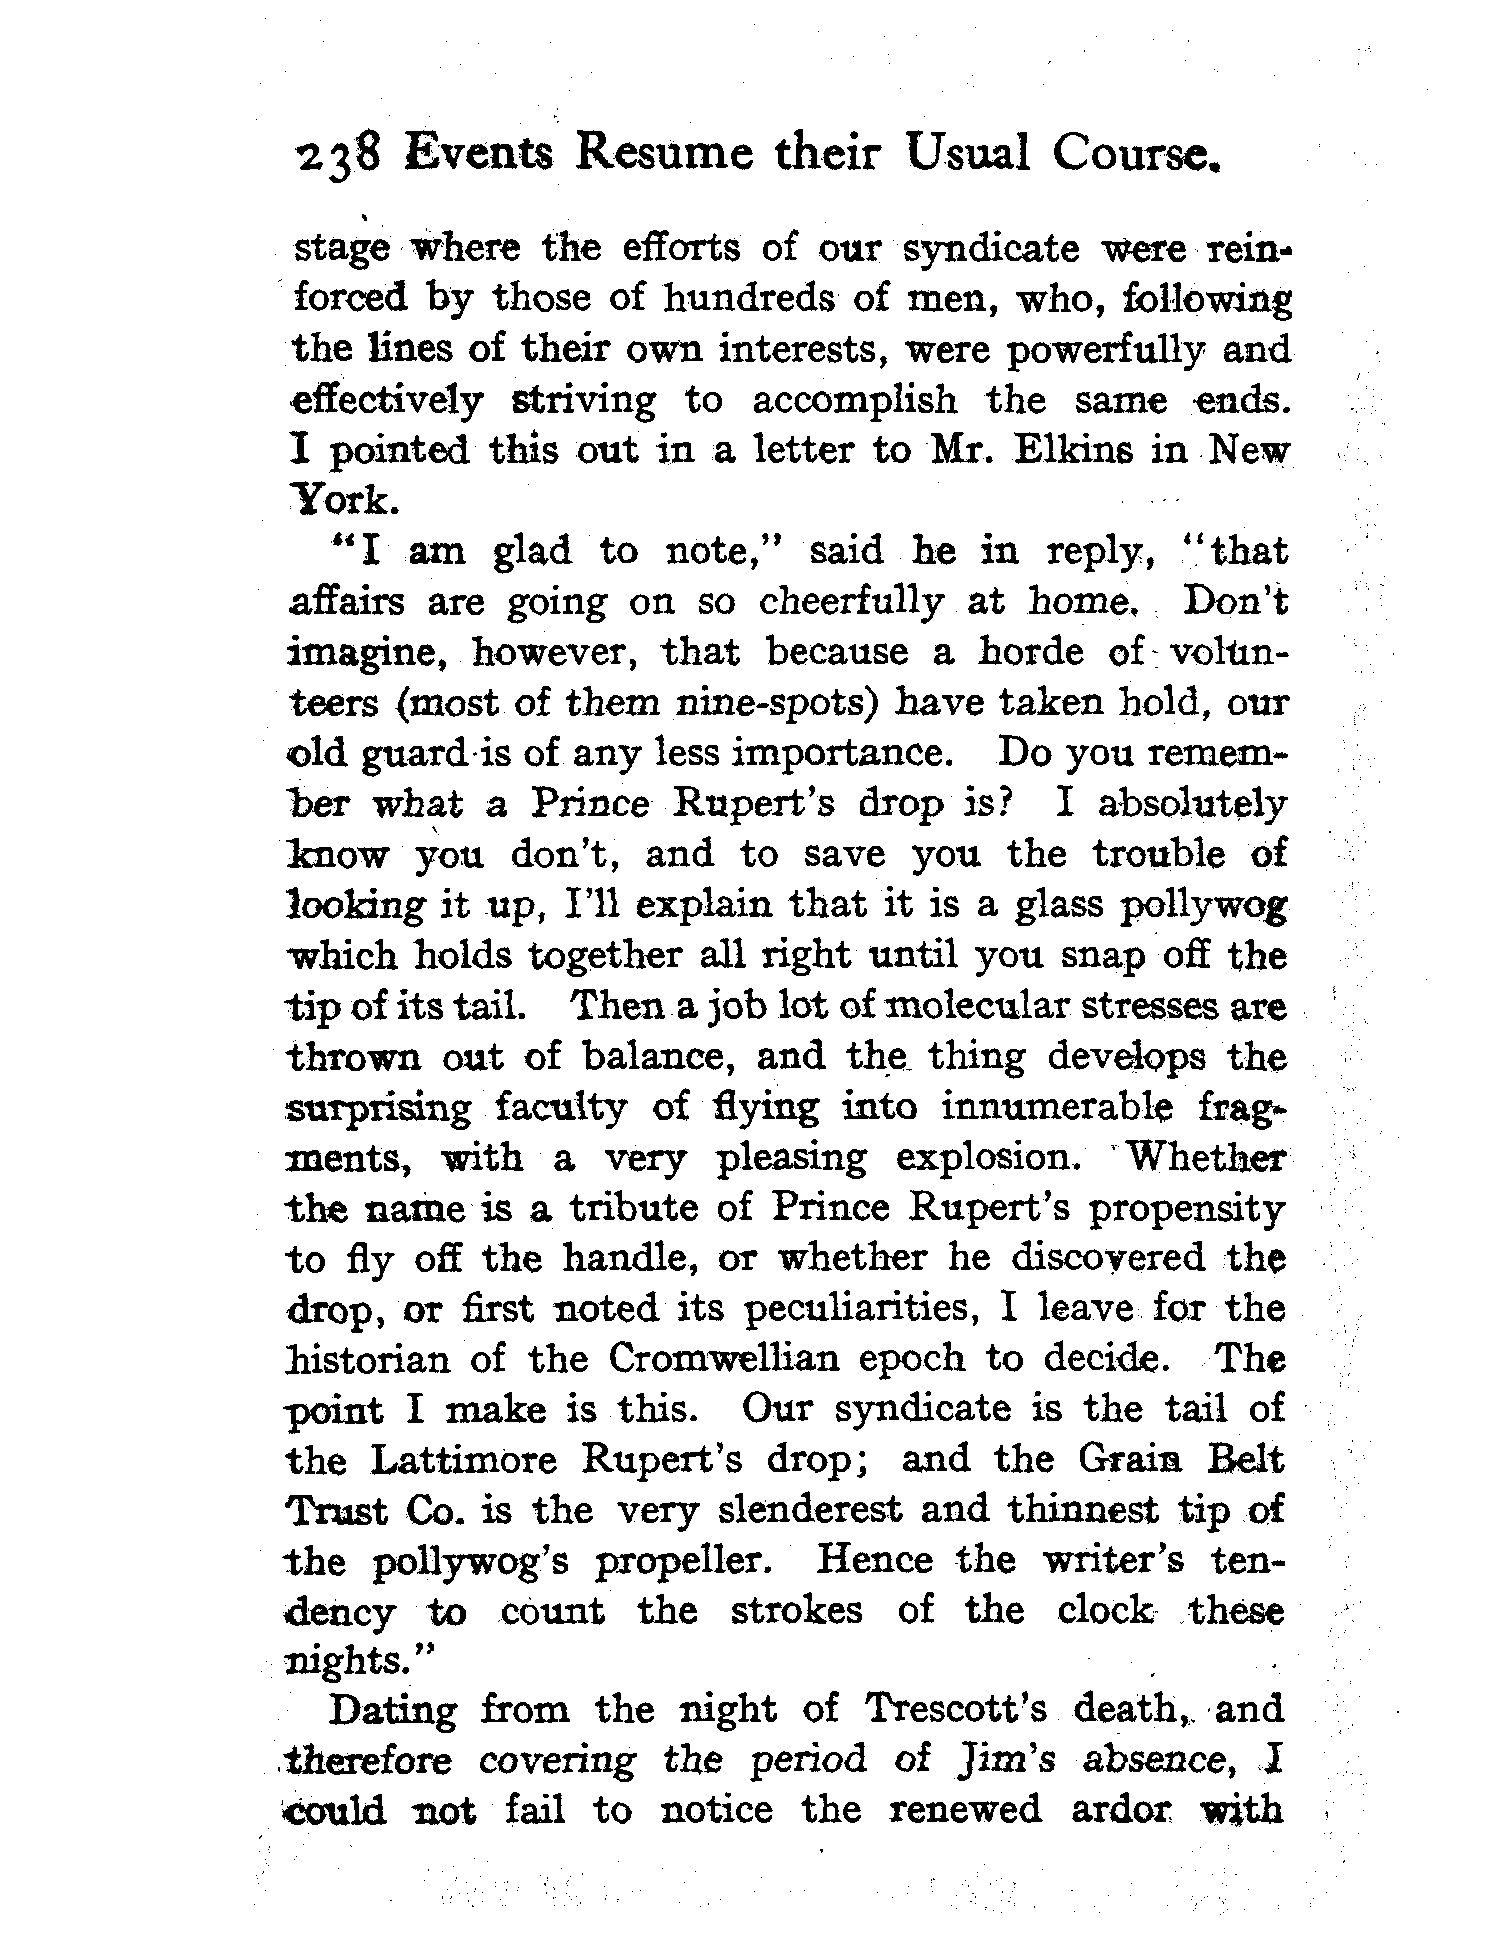 238 Events Resume their Usual Course.
stage where the efforts of our syndicate were rein-
forced by those of hundreds of men, who, following
the lines of their own interests, were powerfully and
effectively striving to accomplish the same ends.
I pointed this out in a letter to Mr. Elkins in New
York.
“I am glad to note,” said he in reply, “that
affairs are going on so cheerfully at home. Don't
imagine, however, that because a horde of volun-
teers (most of them nine-spots) have taken hold, our
old guard is of any less importance. Do you remem-
ber what a Prince Rupert's drop is? I absolutely
know you don't, and to save you the trouble of
looking it up, I'll explain that it is a glass pollywog
which holds together all right until you snap off the
tip of its tail. Then a job lot of molecular stresses are
thrown out of balance, and the thing develops the
surprising faculty of flying into innumerable frag-
ments, with a very pleasing explosion. Whether
the name is a tribute of Prince Rupert's propensity
to fly off the handle, or whether he discovered the
drop, or first noted its peculiarities, I leave for the
historian of the Cromwellian epoch to decide. The
point I make is this. Our syndicate is the tail of
the Lattimore Rupert's drop; and the Grain Belt
Trust Co. is the very slenderest and thinnest tip of
the pollywog's propeller. Hence the writer's ten-
dency to count the strokes of the clock these
nights.”
Dating from the night of Trescott's death, and
therefore covering the period of Jim's absence, I
could not fail to notice the renewed ardor with